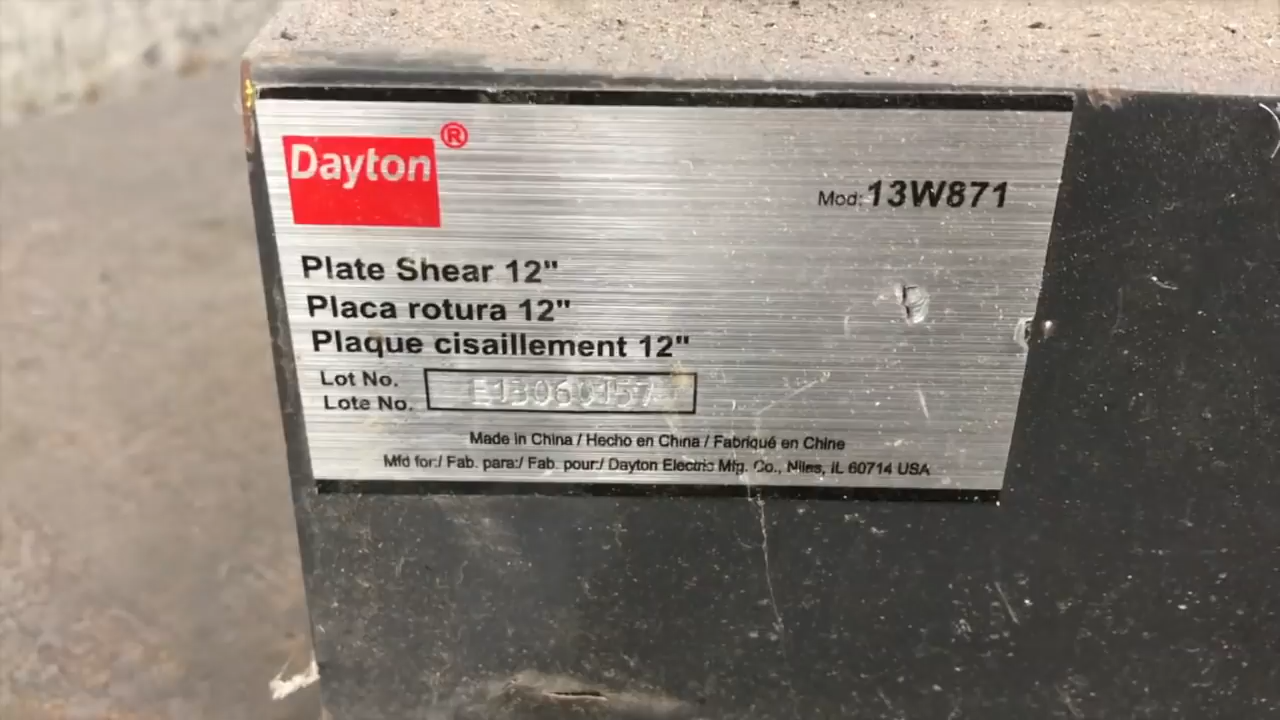 Dayton®
Mod: 13W871
Plate Shear 12"
Placa rotura 12"
Plaque cisaillement 12"
Lot No.
Lote No.
E13060157
Made in China / Hecho en China / Fabriqué en Chine
Mfd for:/ Fab. para:/ Fab. pour:/ Dayton Electric Mfg. Co., Niles, IL 60714 USA